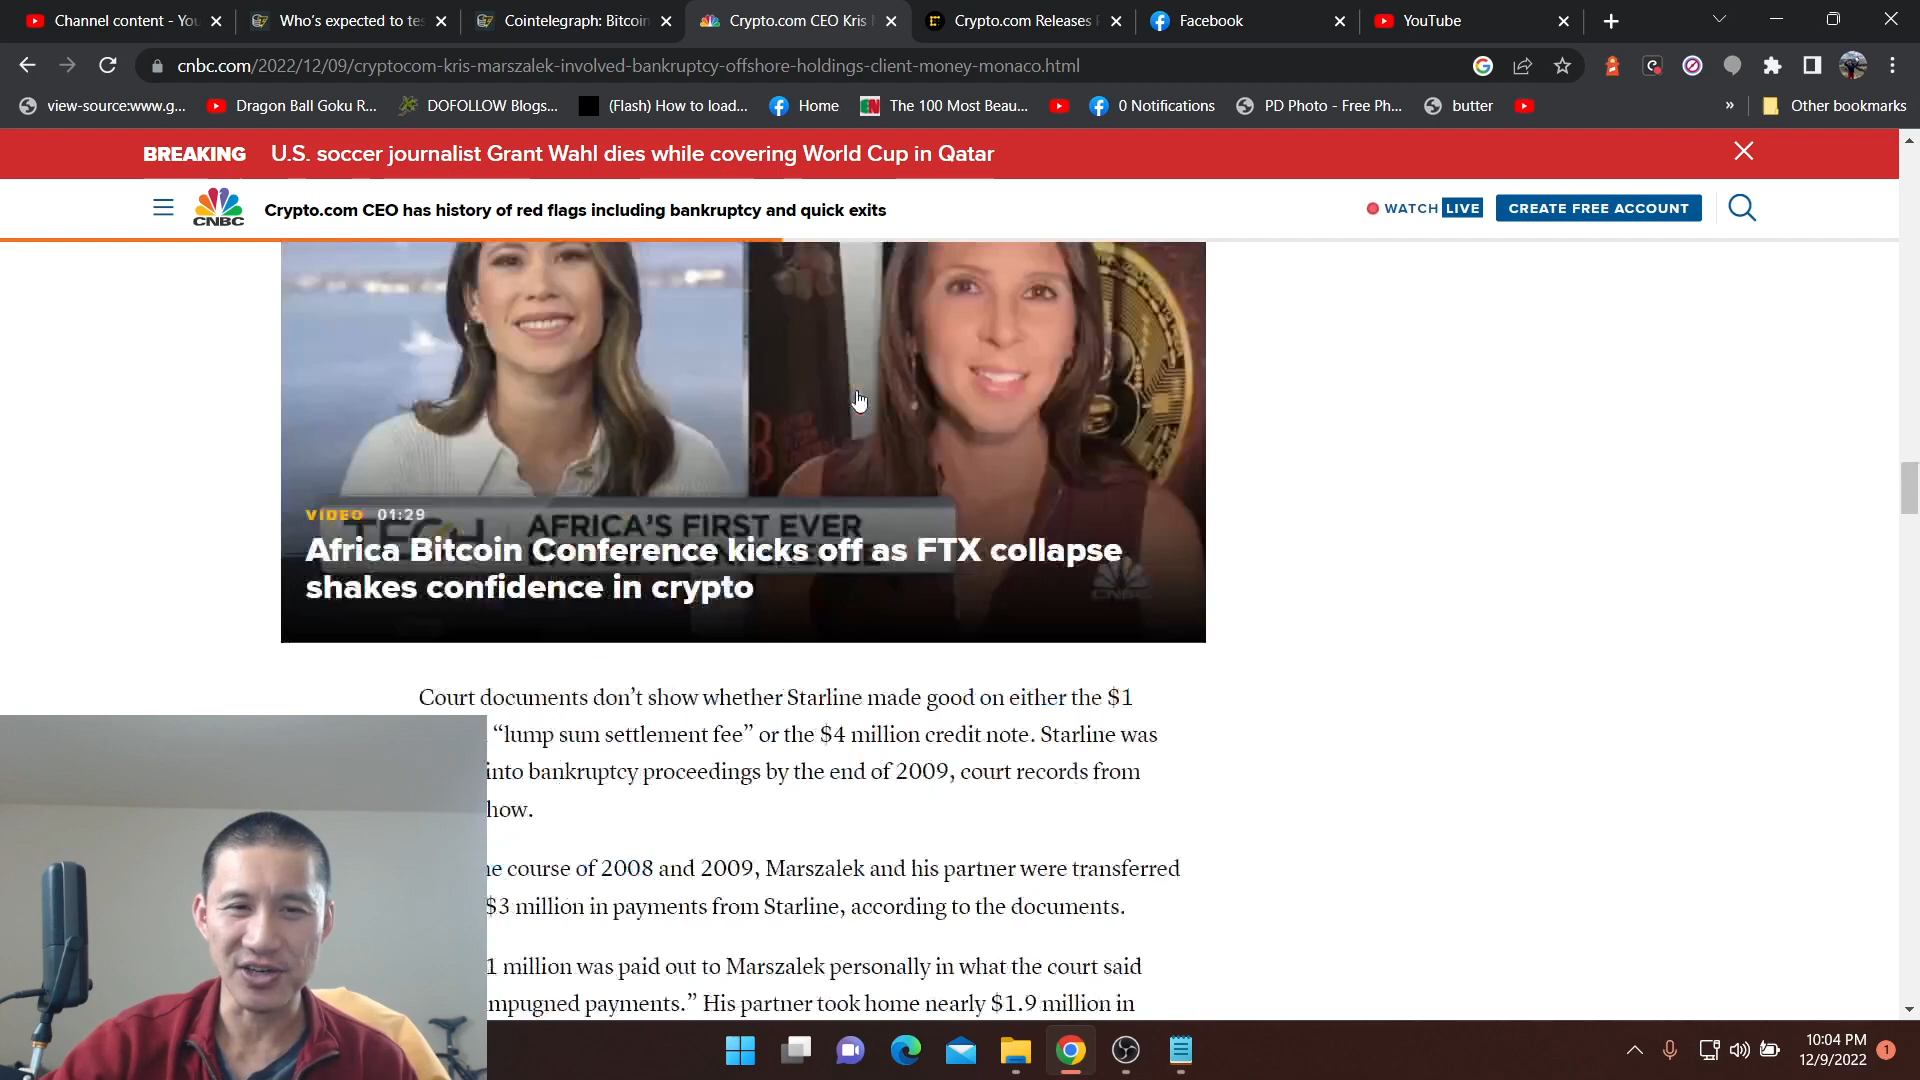 Channel content - You
Who's expected to te
Cointelegraph: Bitcoin
Crypto.com CEO Kris
Crypto.com Releases
Facebook
YouTube
cnbc.com/2022/12/09/cryptocom-kris-marszalek-involved-bankruptcy-offshore-holdings-client-money-monaco.html
view-source:www.g...
Dragon Ball Goku R...
DOFOLLOW Blogs...
(Flash) How to load...
Home
The 100 Most Beau...
0 Notifications
PD Photo - Free Ph...
butter
»
Other bookmarks
BREAKING U.S. soccer journalist Grant Wahl dies while covering World Cup in Qatar
CNBC
Crypto.com CEO has history of red flags including bankruptcy and quick exits
WATCH LIVE
CREATE FREE ACCOUNT
VIDEO 01:29
TECH
AFRICA'S FIRST EVER
Africa Bitcoin Conference kicks off as FTX collapse
shakes confidence in crypto
CNBC
Court documents don't show whether Starline made good on either the $1
“lump sum settlement fee” or the $4 million credit note. Starline was
into bankruptcy proceedings by the end of 2009, court records from
how.
e course of 2008 and 2009, Marszalek and his partner were transferred
$3 million in payments from Starline, according to the documents.
1 million was paid out to Marszalek personally in what the court said
mpugned payments.” His partner took home nearly $1.9 million in
10:04 PM
12/9/2022
1